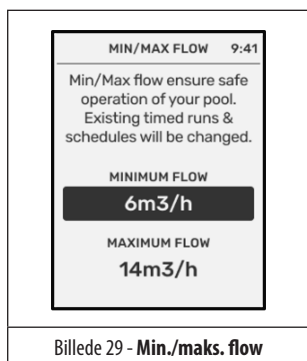 MIN/MAX FLOW 9:41
Min/Max flow ensure safe
operation of your pool.
Existing timed runs &
schedules will be changed.
MINIMUM FLOW
6m3/h
MAXIMUM FLOW
14m3/h
Billede 29 - Min./maks. flow